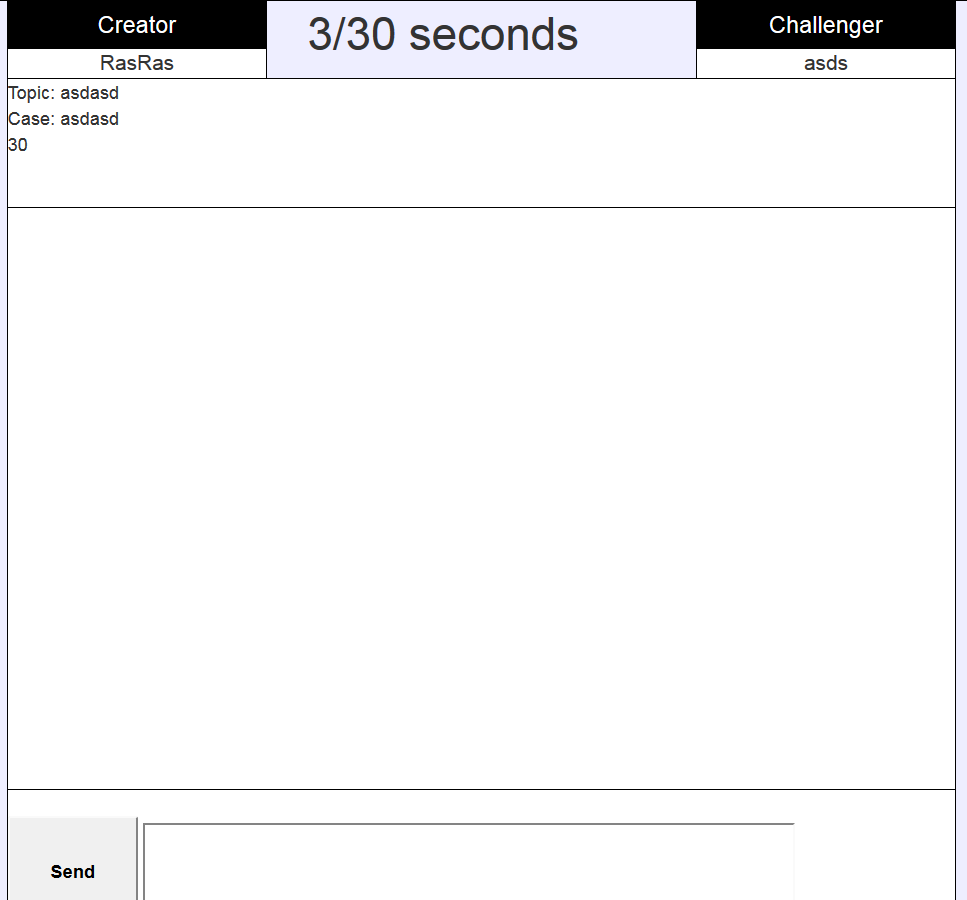 Creator
RasRas
3/30 seconds
Challenger
asds
Topic: asdasd
Case: asdasd
30
Send